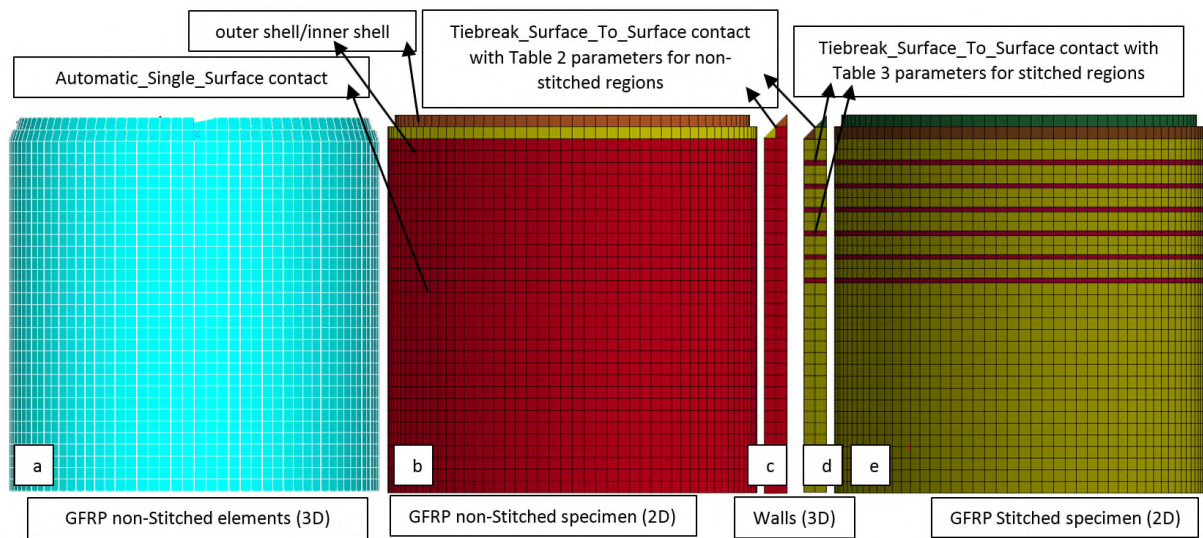 outer shell/inner shell
Automatic_Single_Surface contact
Tiebreak_Surface_To_Surface contact
with Table 2 parameters for non-
stitched regions
Tiebreak_Surface_To_Surface contact with
Table 3 parameters for stitched regions
a
b
c
d
e
GFRP non-Stitched elements (3D)
GFRP non-Stitched specimen (2D)
Walls (3D)
GFRP Stitched specimen (2D)